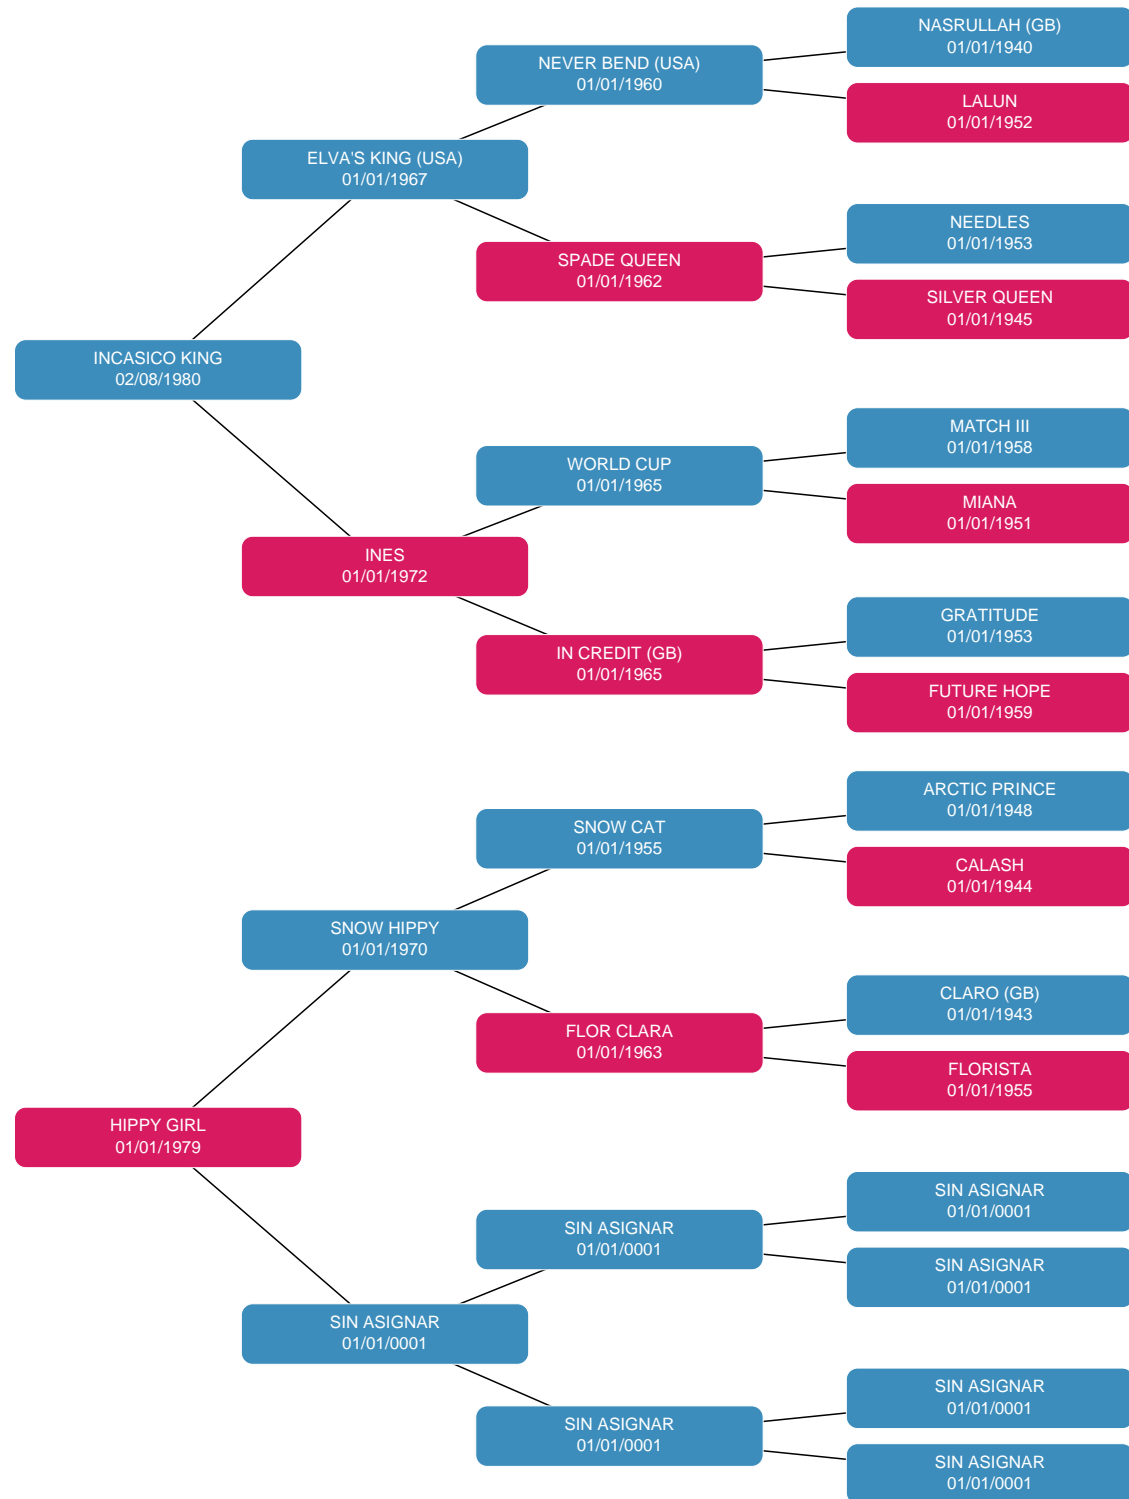 NASRULLAH (GB)
01/01/1940
NEVER BEND (USA)
01/01/1960
LALUN
01/01/1952
ELVA'S KING (USA)
01/01/1967
NEEDLES
01/01/1953
SPADE QUEEN
01/01/1962
SILVER QUEEN
01/01/1945
INCASICO KING
02/08/1980
MATCH III
01/01/1958
WORLD CUP
01/01/1965
MIANA
01/01/1951
INES
01/01/1972
GRATITUDE
01/01/1953
IN CREDIT (GB)
01/01/1965
FUTURE HOPE
01/01/1959
ARCTIC PRINCE
01/01/1948
SNOW CAT
01/01/1955
CALASH
01/01/1944
SNOW HIPPY
01/01/1970
CLARO (GB)
01/01/1943
FLOR CLARA
01/01/1963
FLORISTA
01/01/1955
HIPPY GIRL
01/01/1979
SIN ASIGNAR
01/01/0001
SIN ASIGNAR
01/01/0001
SIN ASIGNAR
01/01/0001
SIN ASIGNAR
01/01/0001
SIN ASIGNAR
01/01/0001
SIN ASIGNAR
01/01/0001
SIN ASIGNAR
01/01/0001